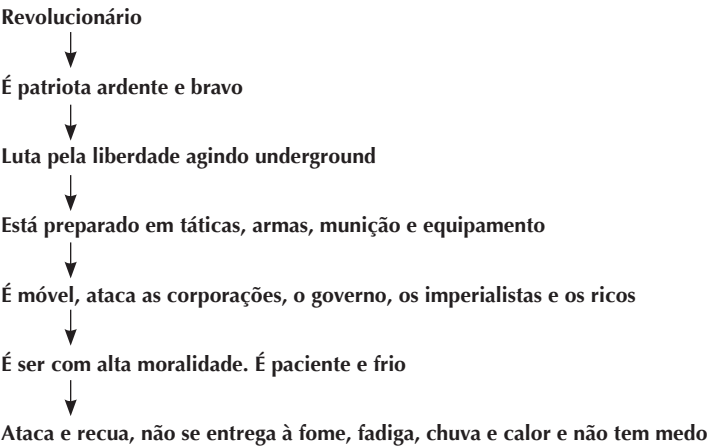 Revolucionário
É patriota ardente e bravo
Luta pela liberdade agindo underground
Está preparado em táticas, armas, munição e equipamento
É móvel, ataca as corporações, o governo, os imperialistas e os ricos
É ser com alta moralidade. É paciente e frio
Ataca e recua, não se entrega à fome, fadiga, chuva e calor e não tem medo